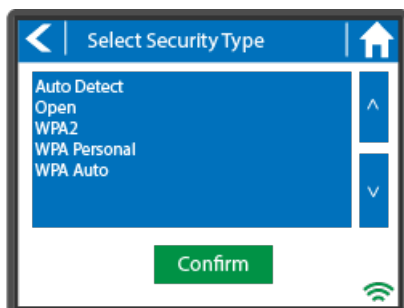 Select Security Type
Auto Detect
Open
WPA2
WPA Personal
WPA Auto
Confirm